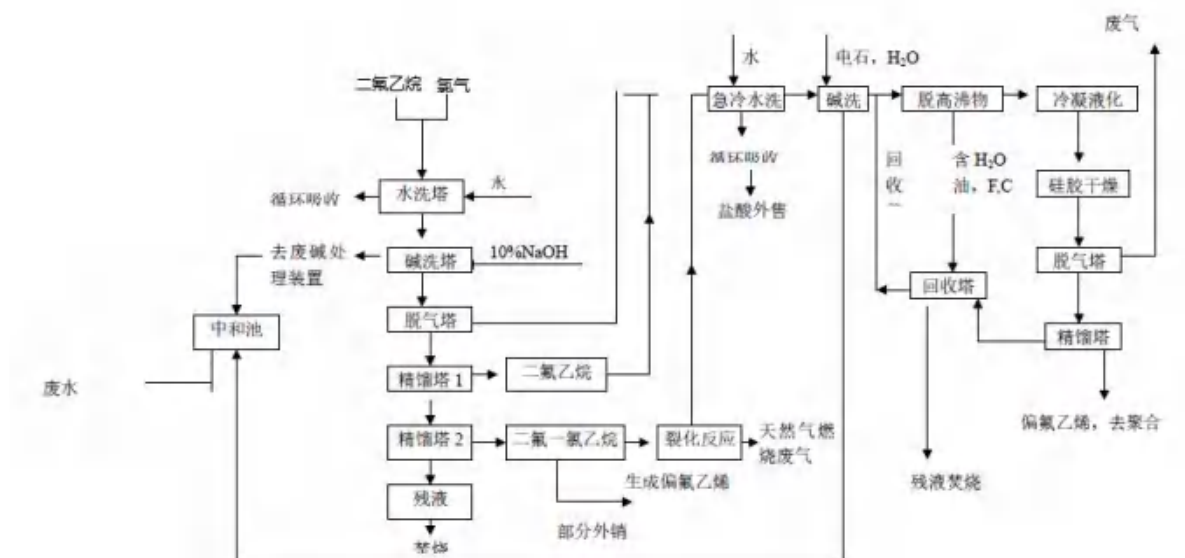 废气
水
电石，H₂O
二氟乙烷 氯气
急冷水洗
碱洗
脱高沸物
冷凝液化
循环吸收
回
收
含 H₂O
油，F,C
硅胶干燥
盐酸外售
循环吸收
水洗塔
水
去废碱处
理装置
碱洗塔
10%NaOH
脱气塔
回收塔
脱气塔
中和池
精馏塔
废水
精馏塔 1
二氟乙烷
偏氟乙烯，去聚合
精馏塔 2
二氟一氯乙烷
裂化反应
天然气燃
烧废气
生成偏氟乙烯
残液焚烧
残液
部分外销
焚烧